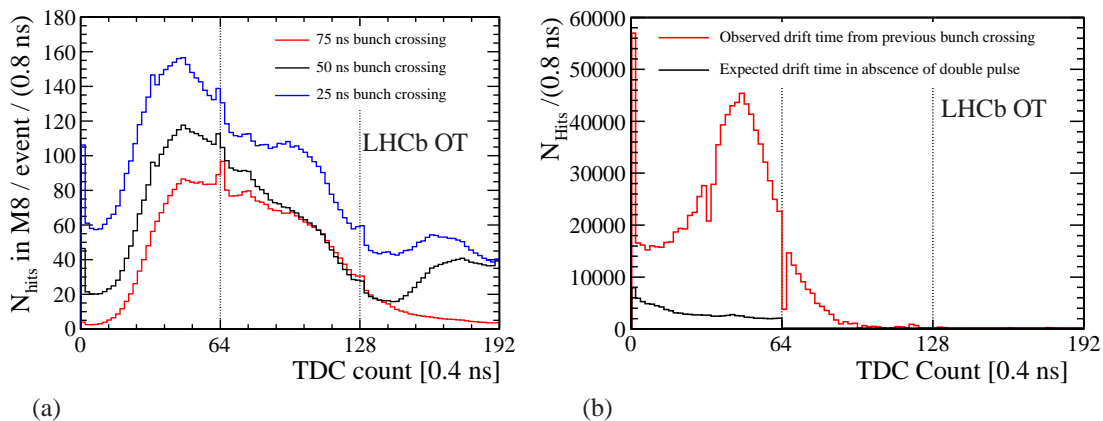 N_hits in M8 / event / (0.8 ns)
180
160
140
120
100
80
60
40
20
0
75 ns bunch crossing
50 ns bunch crossing
25 ns bunch crossing
LHCb OT
0 64 128 192
TDC count [0.4 ns]
(a)
N_Hits /(0.8 ns)
60000
50000
40000
30000
20000
10000
0
Observed drift time from previous bunch crossing
Expected drift time in absence of double pulse
LHCb OT
0 64 128 192
TDC Count [0.4 ns]
(b)